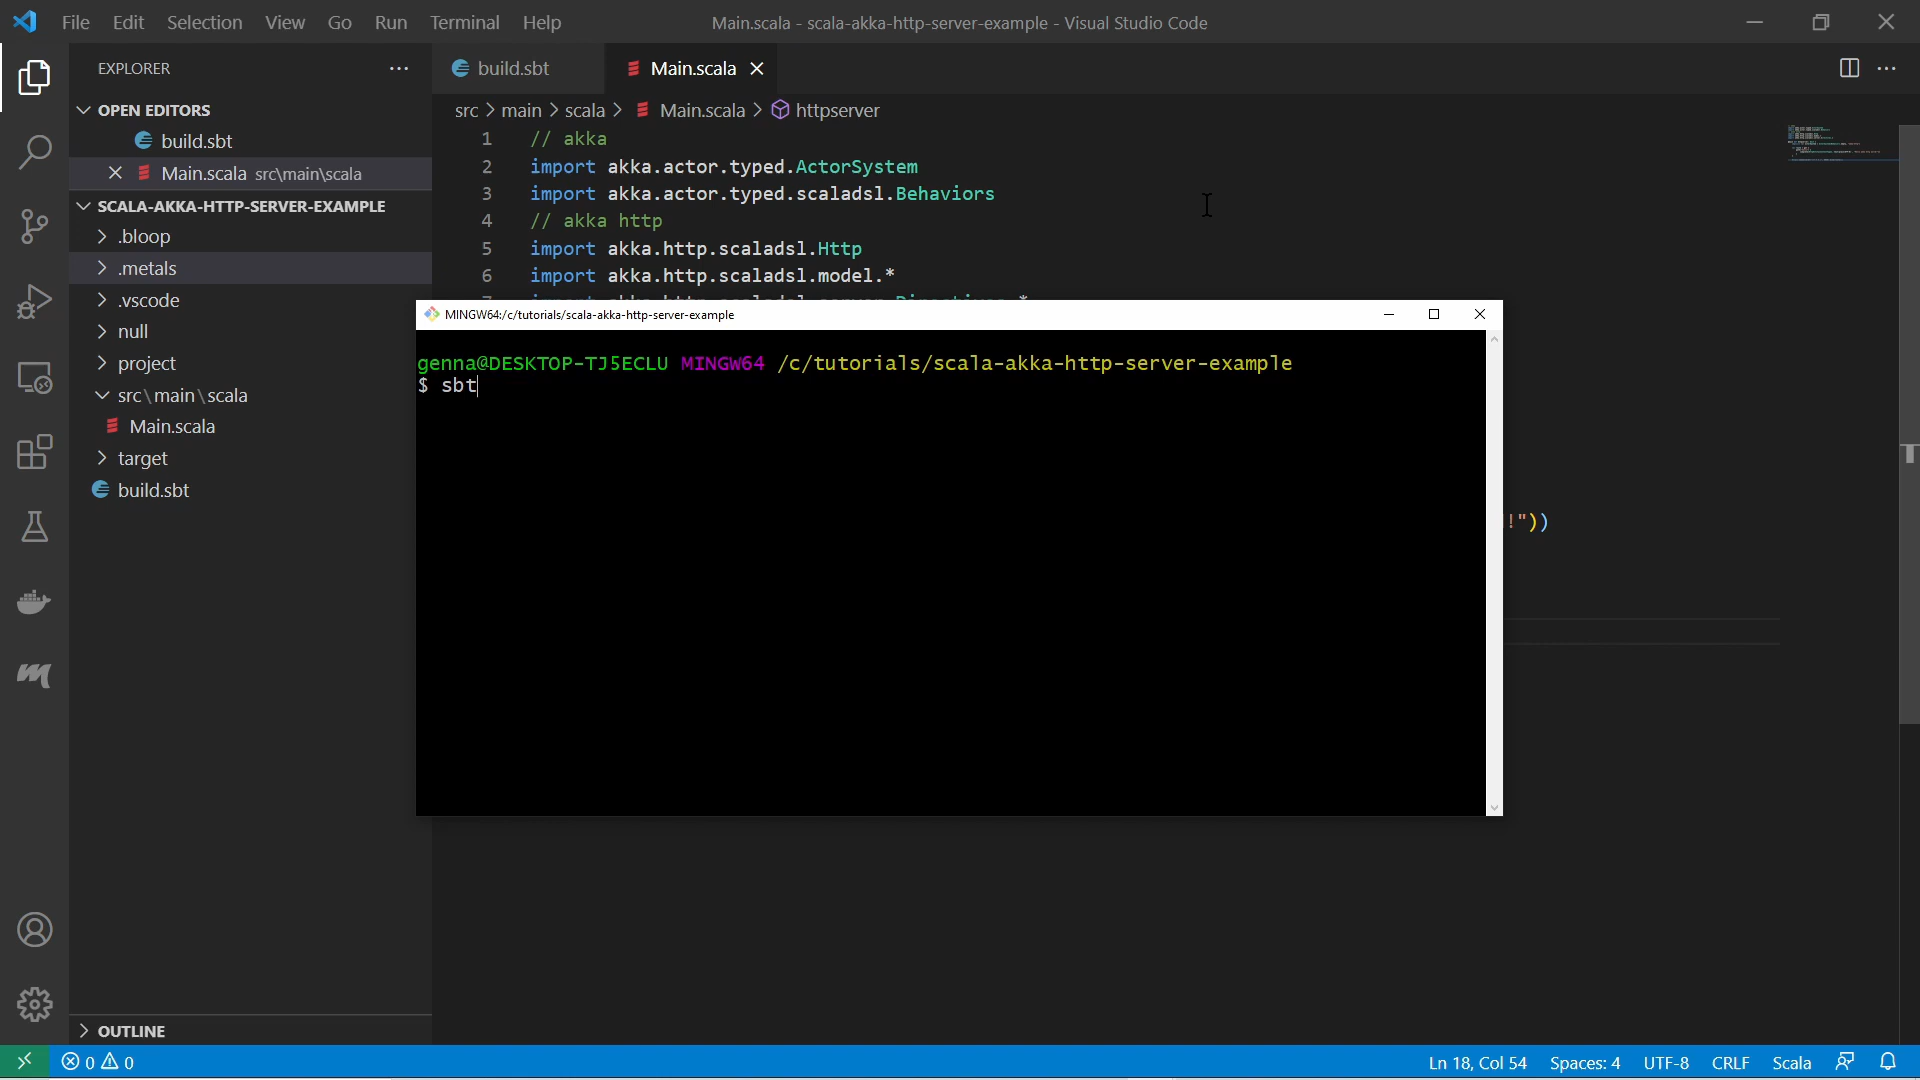 File Edit Selection View Go Run Terminal Help Main.scala - scala-akka-http-server-example - Visual Studio Code
EXPLORER
build.sbt Main.scala
OPEN EDITORS
build.sbt
Main.scala src\main\scala
SCALA-AKKA-HTTP-SERVER-EXAMPLE
.bloop
.metals
.vscode
null
project
src\main\scala
Main.scala
target
build.sbt
OUTLINE
src > main > scala > Main.scala > httpserver
1 // akka
2 import akka.actor.typed.ActorSystem
3 import akka.actor.typed.scaladsl.Behaviors
4 // akka http
5 import akka.http.scaladsl.Http
6 import akka.http.scaladsl.model.*
MINGW64:/c/tutorials/scala-akka-http-server-example
genna@DESKTOP-TJ5ECLU MINGW64 /c/tutorials/scala-akka-http-server-example
$ sbt
!"))
0 0 Ln 18, Col 54 Spaces: 4 UTF-8 CRLF Scala